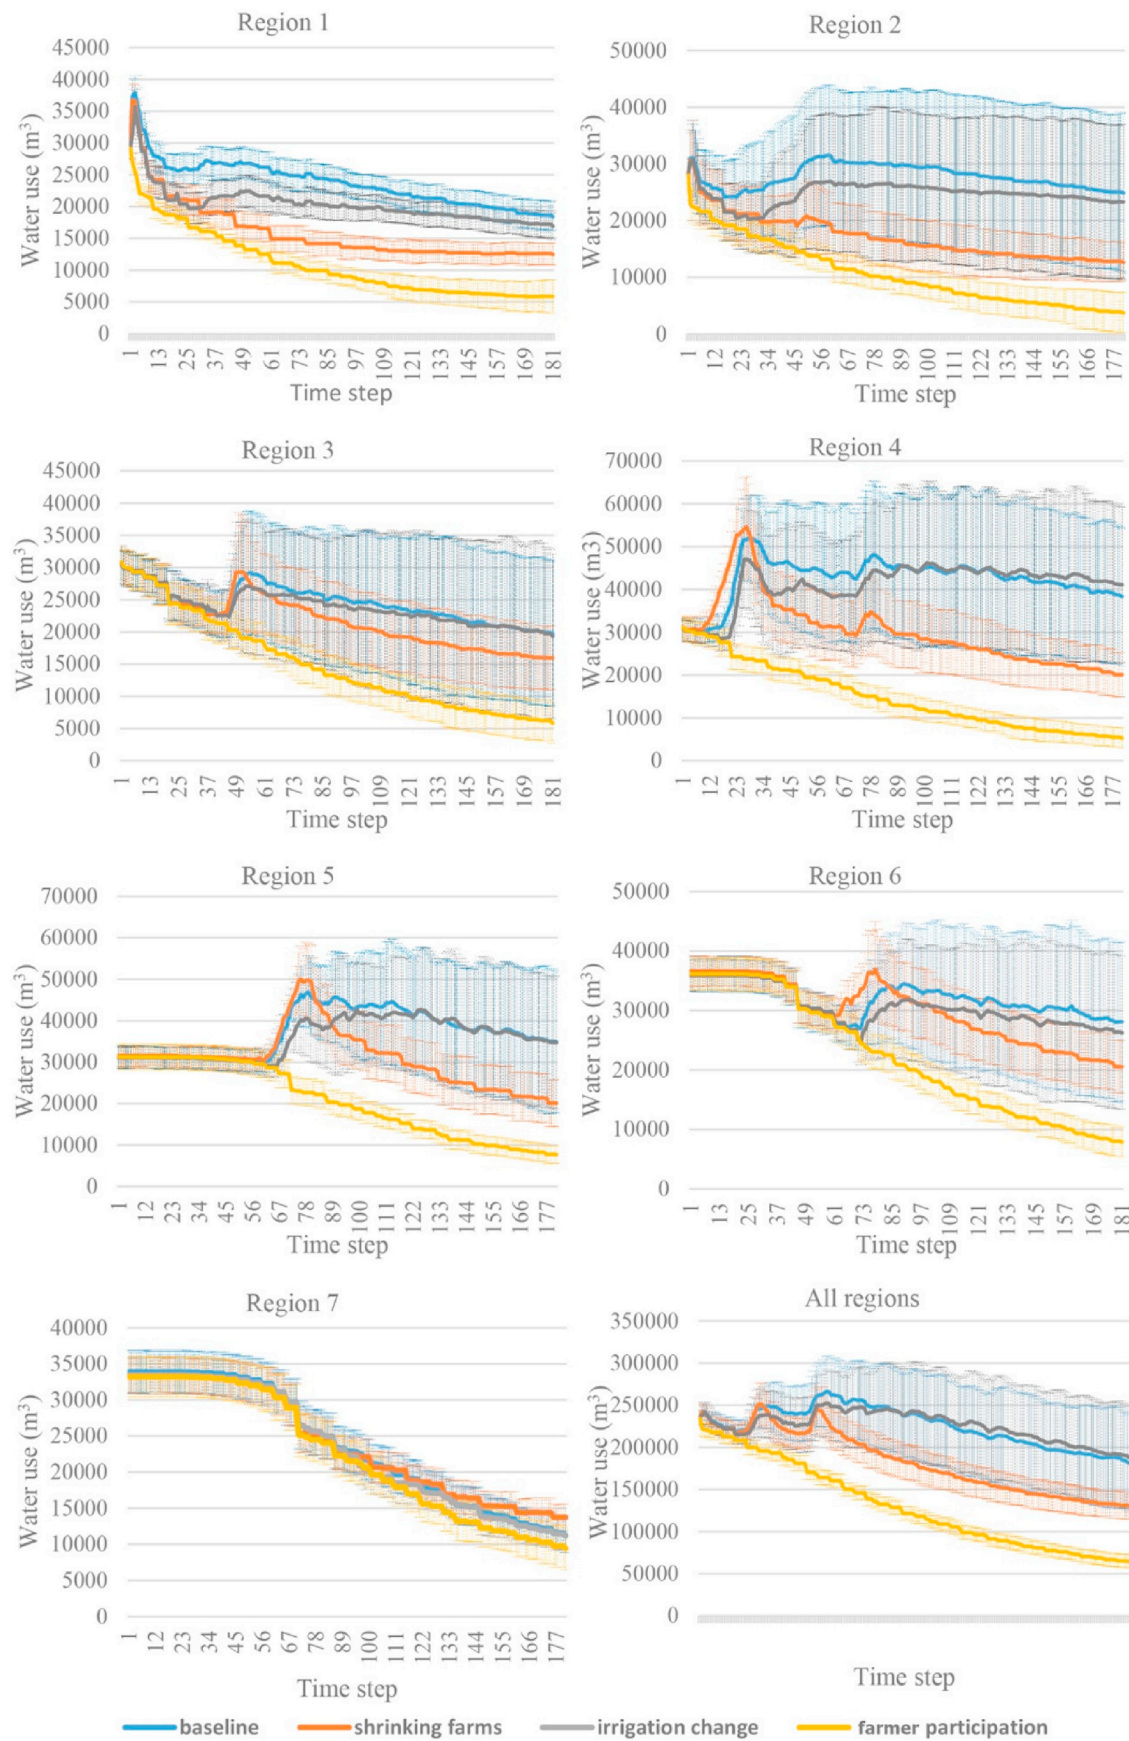 Region 1
Water use (m³)
45000
40000
35000
30000
25000
20000
15000
10000
5000
0
1 13 25 37 49 61 73 85 97 109 121 133 145 157 169 181
Time step
Region 2
Water use (m³)
50000
40000
30000
20000
10000
0
1 12 23 34 45 56 67 78 89 100 111 122 133 144 155 166 177
Time step
Region 3
Water use (m³)
45000
40000
35000
30000
25000
20000
15000
10000
5000
0
1 13 25 37 49 61 73 85 97 109 121 133 145 157 169 181
Time step
Region 4
Water use (m3)
70000
60000
50000
40000
30000
20000
10000
0
1 12 23 34 45 56 67 78 89 100 111 122 133 144 155 166 177
Time step
Region 5
Water use (m³)
70000
60000
50000
40000
30000
20000
10000
0
1 12 23 34 45 56 67 78 89 100 111 122 133 144 155 166 177
Time step
Region 6
Water use (m³)
50000
40000
30000
20000
10000
0
1 13 25 37 49 61 73 85 97 109 121 133 145 157 169 181
Time step
Region 7
Water use (m³)
40000
35000
30000
25000
20000
15000
10000
5000
0
1 12 23 34 45 56 67 78 89 100 111 122 133 144 155 166 177
Time step
All regions
Water use (m³)
350000
300000
250000
200000
150000
100000
50000
0
Time step
baseline shrinking farms irrigation change farmer participation